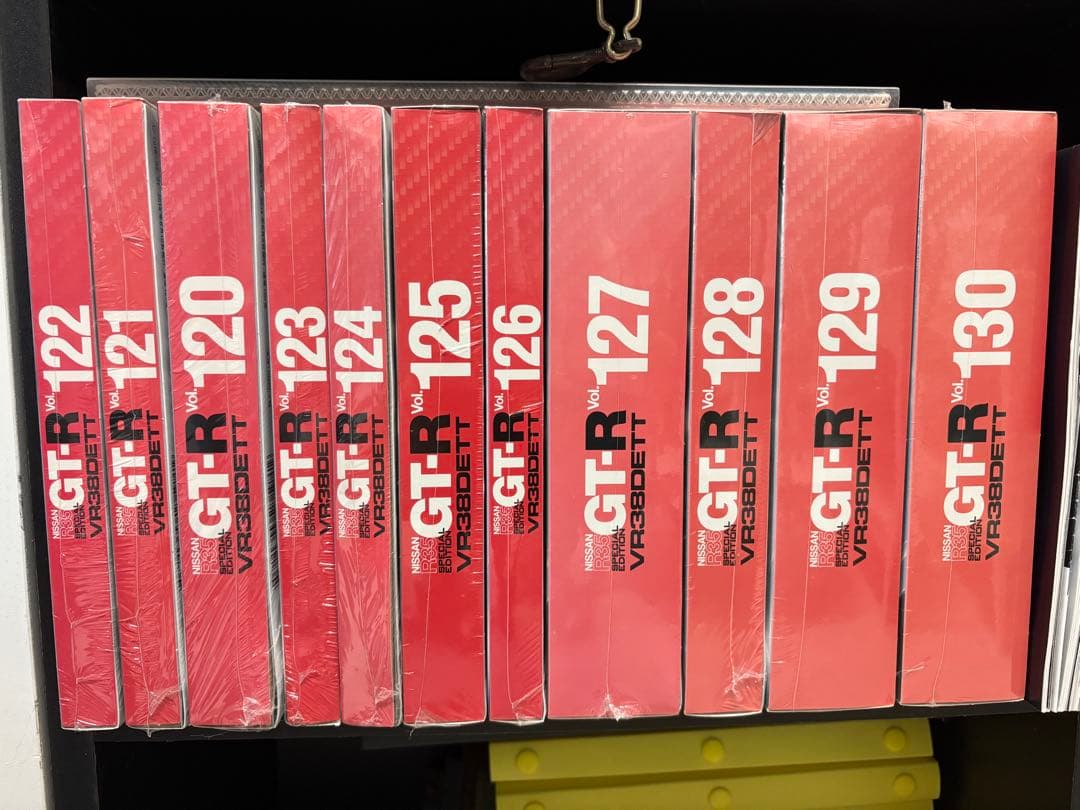 NISSAN
R35
SPECIAL
EDITION
GT-R Vol. 122
VR38DETT
NISSAN
R35
SPECIAL
EDITION
GT-R Vol. 121
VR38DETT
NISSAN
R35
SPECIAL
EDITION
GT-R Vol. 120
VR38DETT
NISSAN
R35
SPECIAL
EDITION
GT-R Vol. 123
VR38DETT
NISSAN
R35
SPECIAL
EDITION
GT-R Vol. 124
VR38DETT
NISSAN
R35
SPECIAL
EDITION
GT-R Vol. 125
VR38DETT
NISSAN
R35
SPECIAL
EDITION
GT-R Vol. 126
VR38DETT
NISSAN
R35
SPECIAL
EDITION
GT-R Vol. 127
VR38DETT
NISSAN
R35
SPECIAL
EDITION
GT-R Vol. 128
VR38DETT
NISSAN
R35
SPECIAL
EDITION
GT-R Vol. 129
VR38DETT
NISSAN
R35
SPECIAL
EDITION
GT-R Vol. 130
VR38DETT